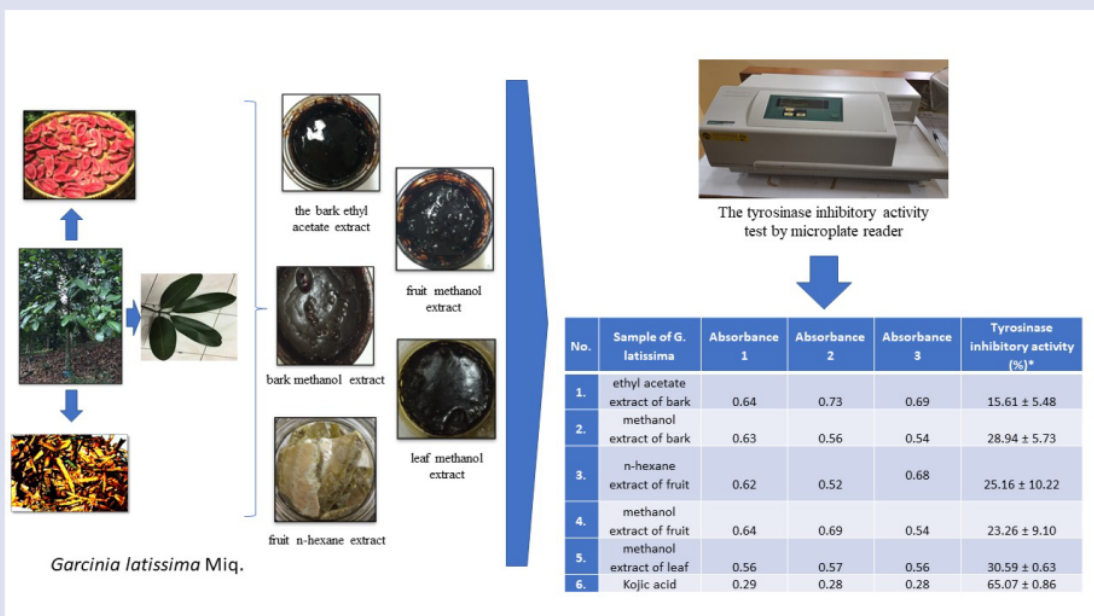 the bark ethyl
acetate extract
fruit methanol
extract
bark methanol extract
leaf methanol
extract
fruit n-hexane extract
Garcinia latissima Miq.
The tyrosinase inhibitory activity
test by microplate reader
No.
Sample of G.
latissima
Absorbance
1
Absorbance
2
Absorbance
3
Tyrosinase
inhibitory activity
(%)*
1.
ethyl acetate
extract of bark
0.64
0.73
0.69
15.61 ± 5.48
2.
methanol
extract of bark
0.63
0.56
0.54
28.94 ± 5.73
3.
n-hexane
extract of fruit
0.62
0.52
0.68
25.16 ± 10.22
4.
methanol
extract of fruit
0.64
0.69
0.54
23.26 ± 9.10
5.
methanol
extract of leaf
0.56
0.57
0.56
30.59 ± 0.63
6.
Kojic acid
0.29
0.28
0.28
65.07 ± 0.86